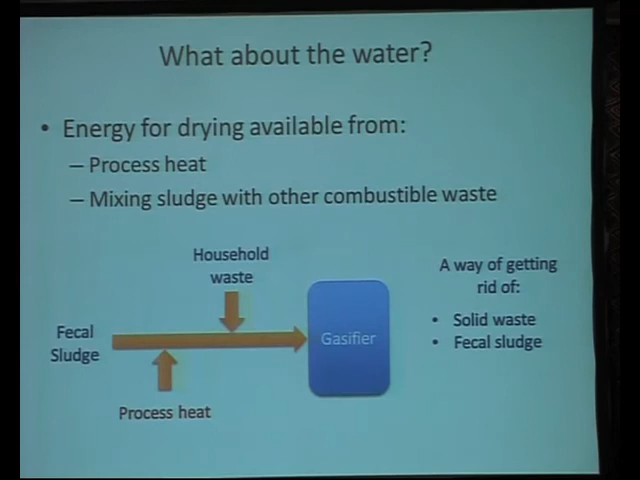 What about the water?
• Energy for drying available from:
– Process heat
– Mixing sludge with other combustible waste
Household
waste
Fecal
Sludge
Gasifier
Process heat
A way of getting
rid of:
• Solid waste
• Fecal sludge